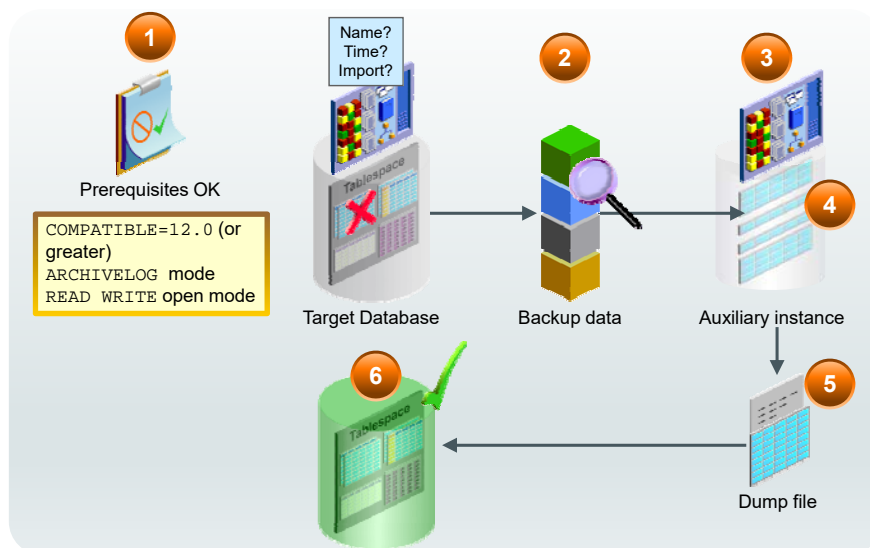 1
Name?
Time?
Import?
2
3
Tablespace
4
Prerequisites OK
COMPATIBLE=12.0 (or
greater)
ARCHIVELOG mode
READ WRITE open mode
Target Database
Backup data
Auxiliary instance
6
5
Tablespace
Dump file